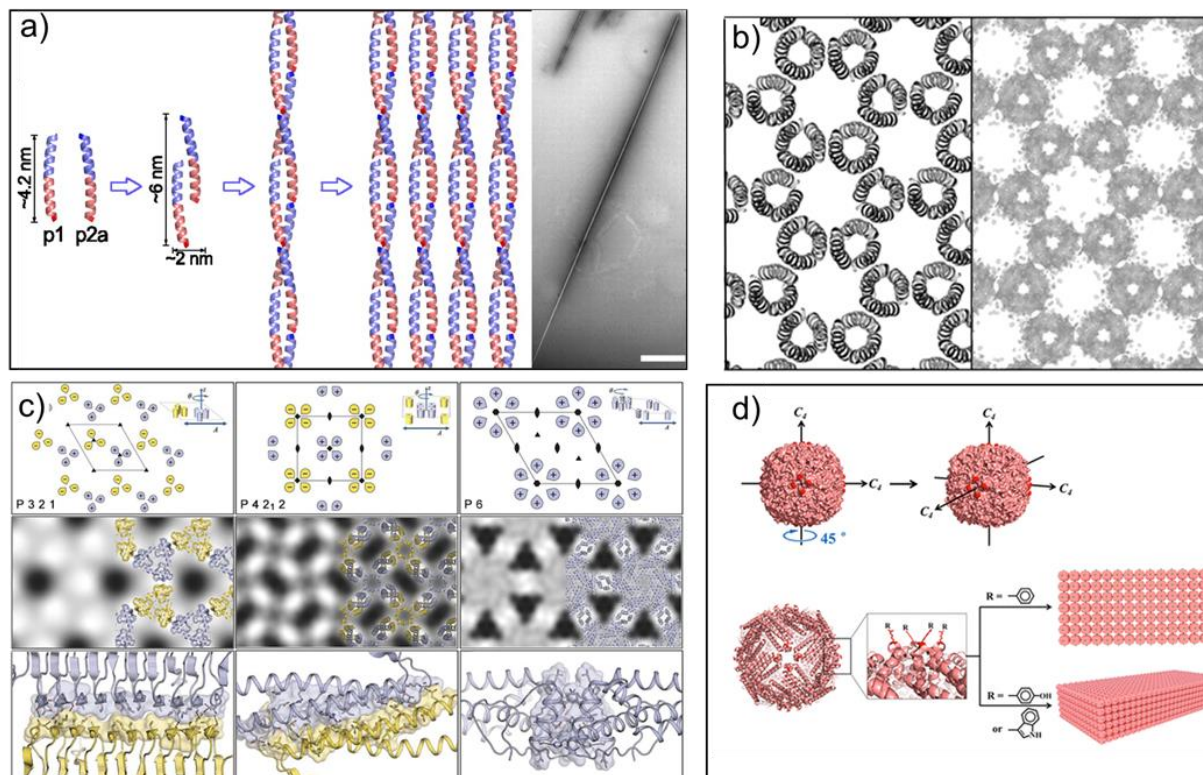 a)
~4.2 nm
p1 p2a
~6 nm
~2 nm
b)
c)
P 3 2 1
P 4 2₁ 2
P 6
d)
C₄
C₄
45 °
C₄
C₄
C₄
R R R R
R =
R = OH
or NH